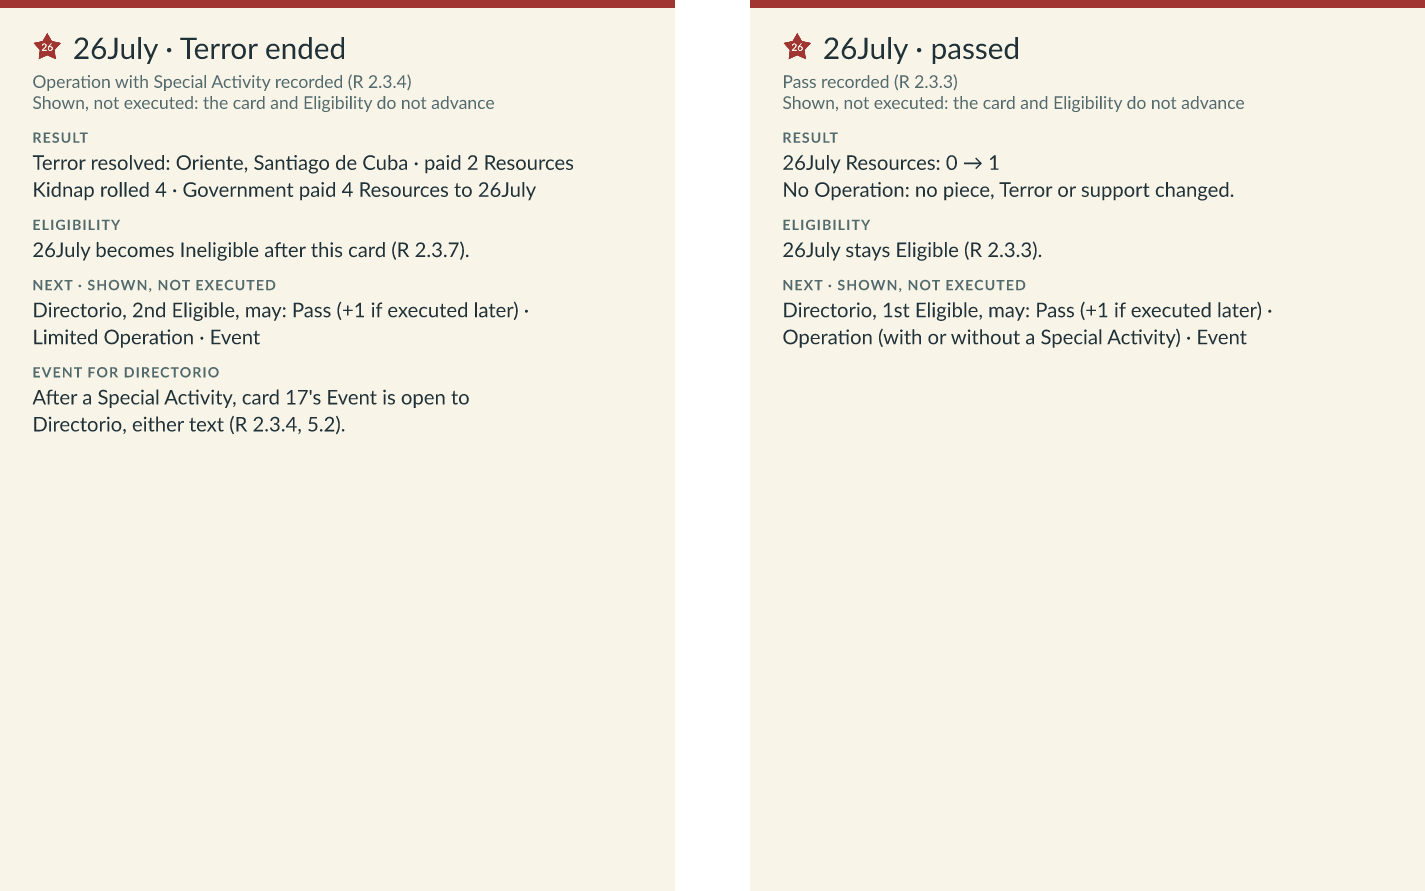 26 26July · Terror ended
Operation with Special Activity recorded (R 2.3.4)
Shown, not executed: the card and Eligibility do not advance
RESULT
Terror resolved: Oriente, Santiago de Cuba · paid 2 Resources
Kidnap rolled 4 · Government paid 4 Resources to 26July
ELIGIBILITY
26July becomes Ineligible after this card (R 2.3.7).
NEXT · SHOWN, NOT EXECUTED
Directorio, 2nd Eligible, may: Pass (+1 if executed later) ·
Limited Operation · Event
EVENT FOR DIRECTORIO
After a Special Activity, card 17's Event is open to
Directorio, either text (R 2.3.4, 5.2).
26 26July · passed
Pass recorded (R 2.3.3)
Shown, not executed: the card and Eligibility do not advance
RESULT
26July Resources: 0 → 1
No Operation: no piece, Terror or support changed.
ELIGIBILITY
26July stays Eligible (R 2.3.3).
NEXT · SHOWN, NOT EXECUTED
Directorio, 1st Eligible, may: Pass (+1 if executed later) ·
Operation (with or without a Special Activity) · Event